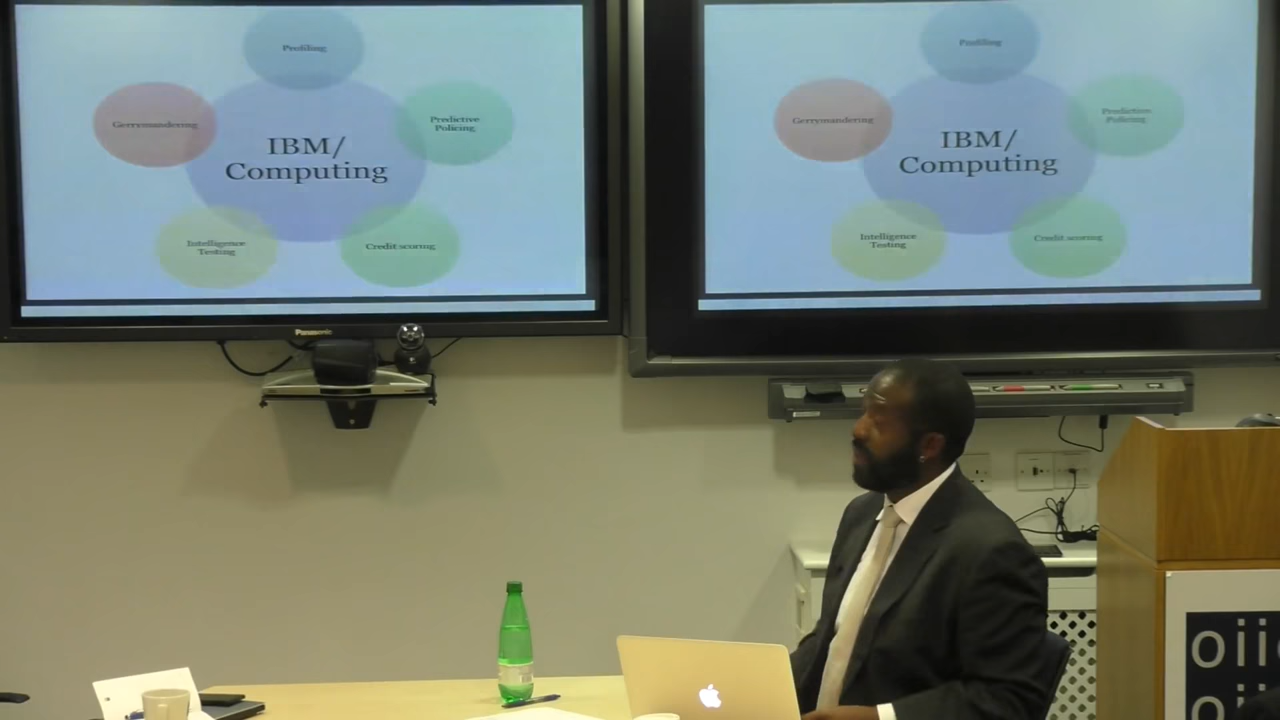 Profiling
Gerrymandering
Predictive
Policing
IBM/
Computing
Intelligence
Testing
Credit scoring
Panasonic
Profiling
Gerrymandering
Predictive
Policing
IBM/
Computing
Intelligence
Testing
Credit scoring
oii
oii